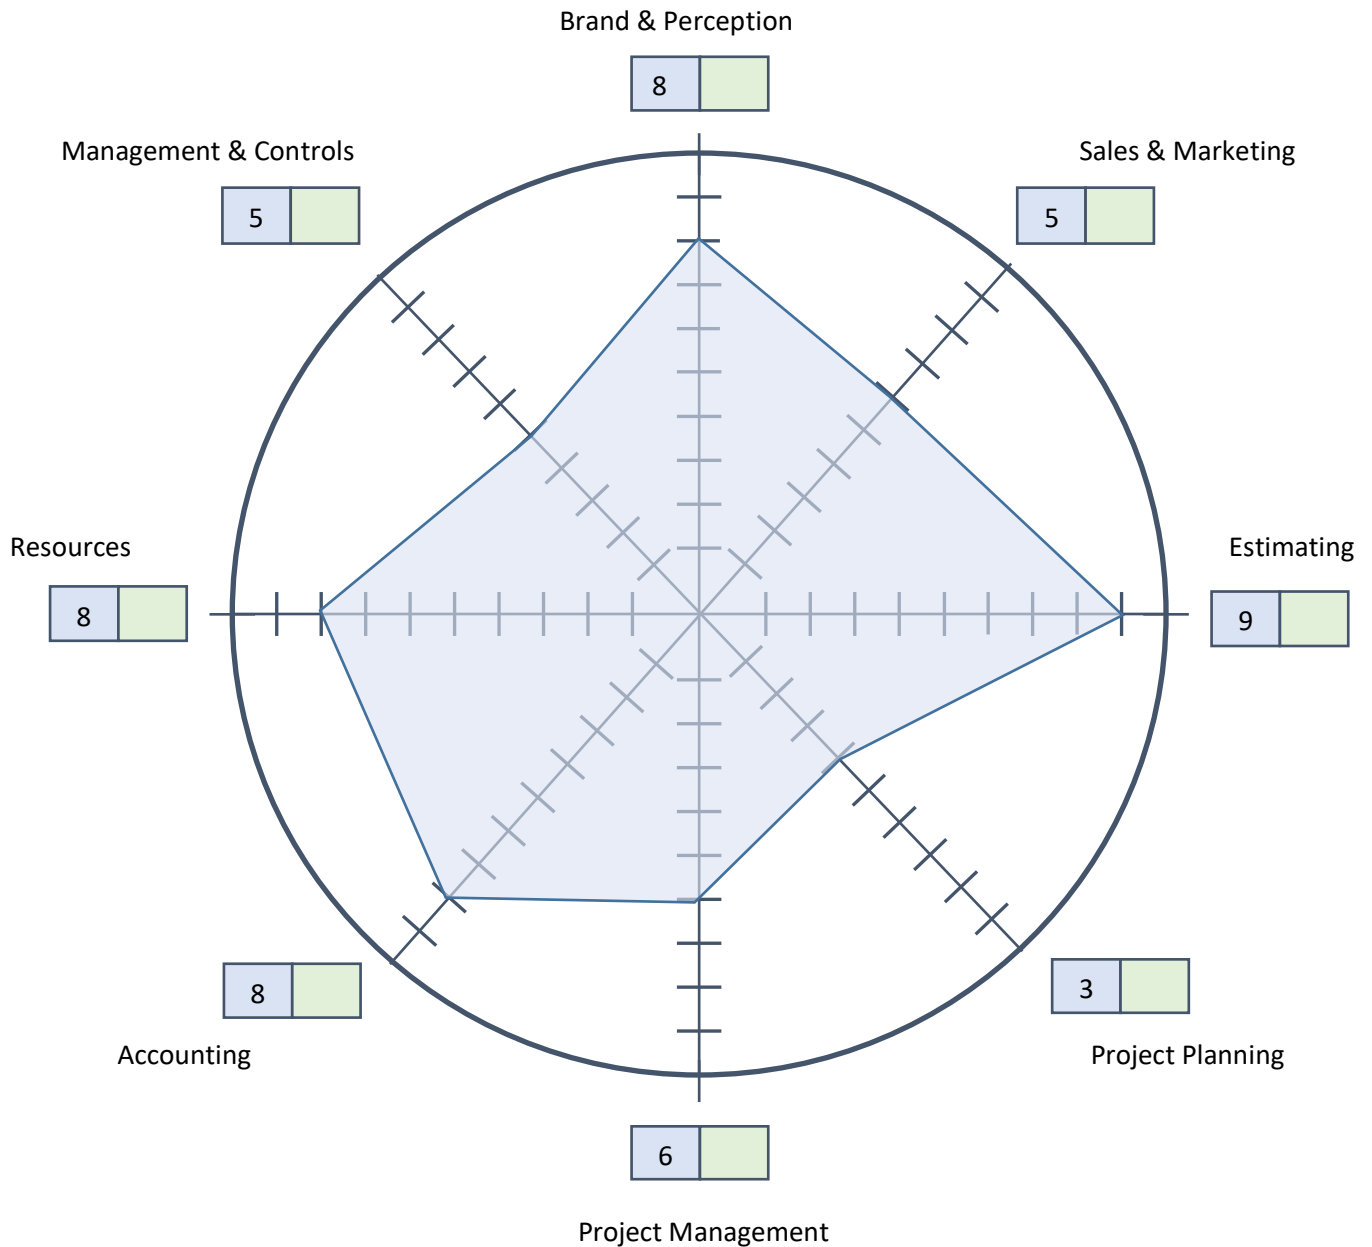 Brand & Perception
8
Management & Controls
5
Sales & Marketing
5
Resources
8
Estimating
9
8
Accounting
3
Project Planning
6
Project Management